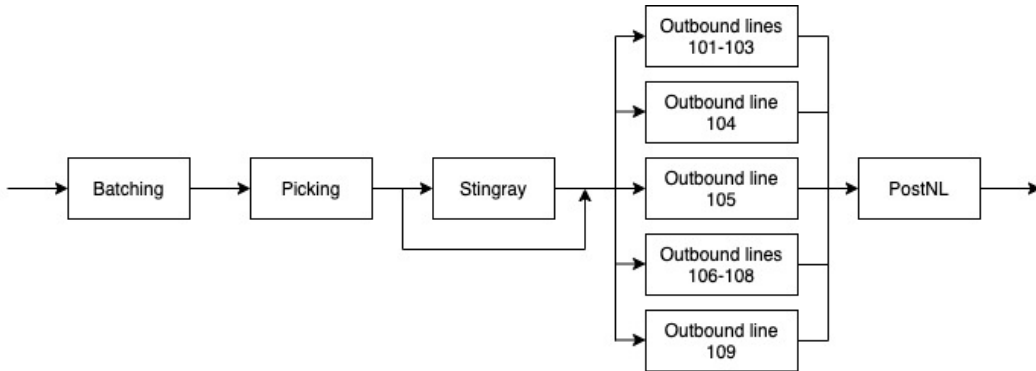 Outbound lines
101-103
Outbound line
104
Batching
Picking
Stingray
Outbound line
105
PostNL
Outbound lines
106-108
Outbound line
109